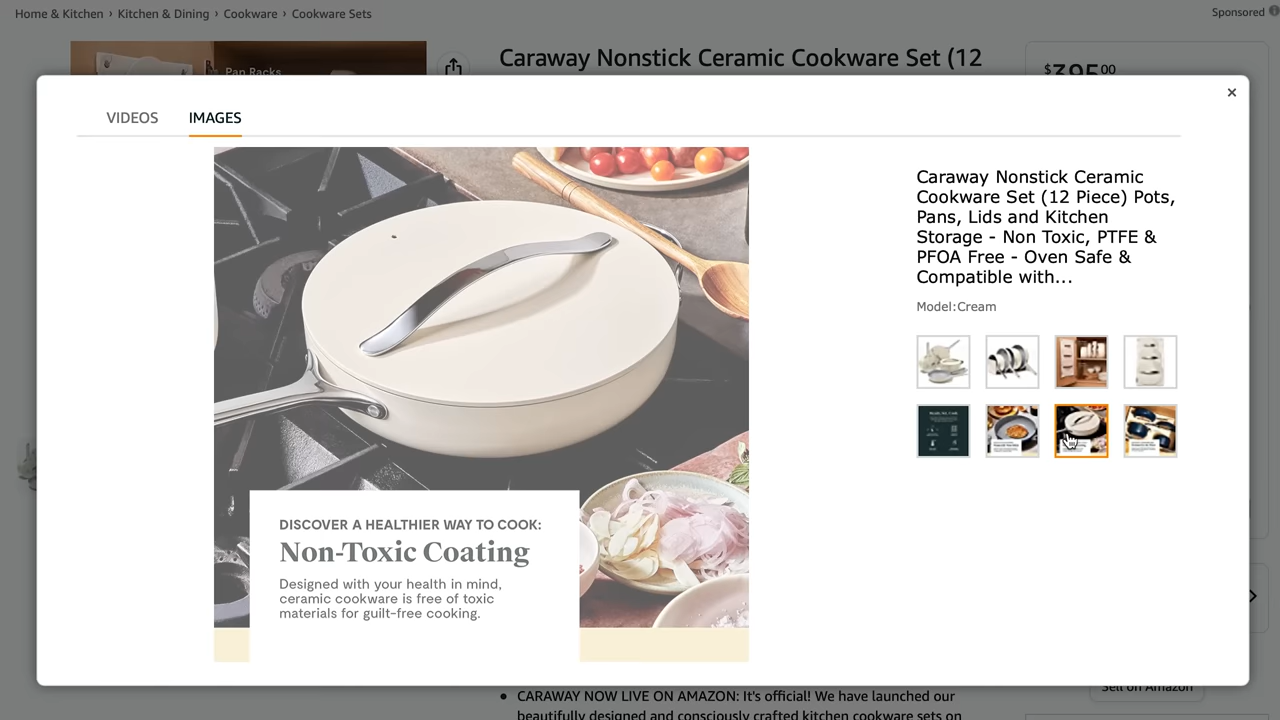 Home & Kitchen › Kitchen & Dining › Cookware › Cookware Sets
Sponsored
Pan Racks
Caraway Nonstick Ceramic Cookware Set (12
$39500
VIDEOS
IMAGES
Caraway Nonstick Ceramic
Cookware Set (12 Piece) Pots,
Pans, Lids and Kitchen
Storage - Non Toxic, PTFE &
PFOA Free - Oven Safe &
Compatible with...
Model:Cream
DISCOVER A HEALTHIER WAY TO COOK:
Non-Toxic Coating
Designed with your health in mind,
ceramic cookware is free of toxic
materials for guilt-free cooking.
Sell on Amazon
• CARAWAY NOW LIVE ON AMAZON: It's official! We have launched our
beautifully designed and consciously crafted kitchen cookware sets on